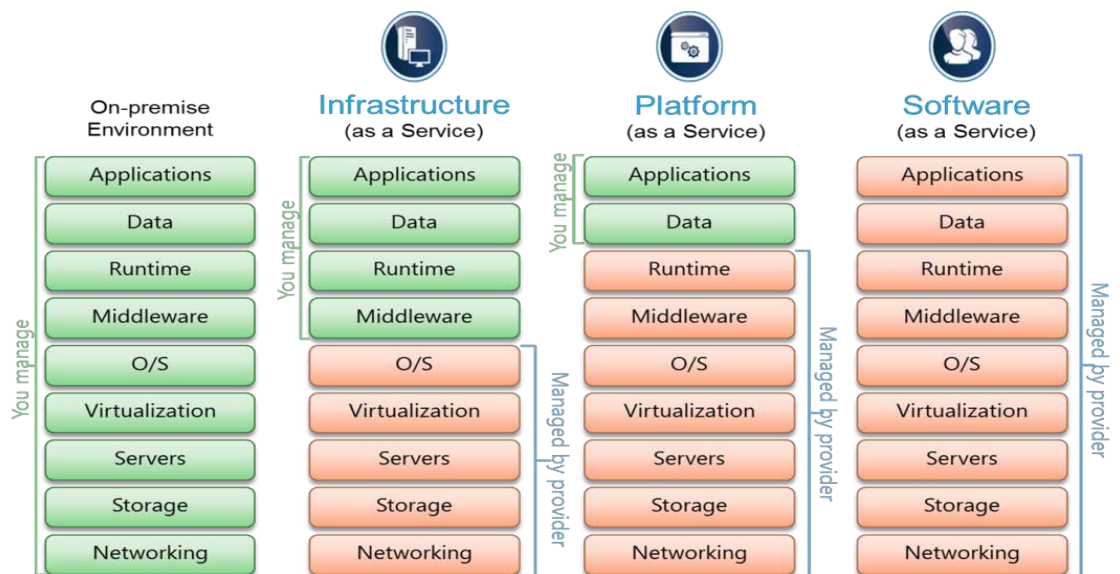 On-premise
Environment
You manage
Applications
Data
Runtime
Middleware
O/S
Virtualization
Servers
Storage
Networking
Infrastructure
(as a Service)
You manage
Applications
Data
Runtime
Middleware
O/S
Virtualization
Servers
Storage
Networking
Managed by provider
Platform
(as a Service)
You manage
Applications
Data
Runtime
Middleware
O/S
Virtualization
Servers
Storage
Networking
Managed by provider
Software
(as a Service)
Applications
Data
Runtime
Middleware
O/S
Virtualization
Servers
Storage
Networking
Managed by provider